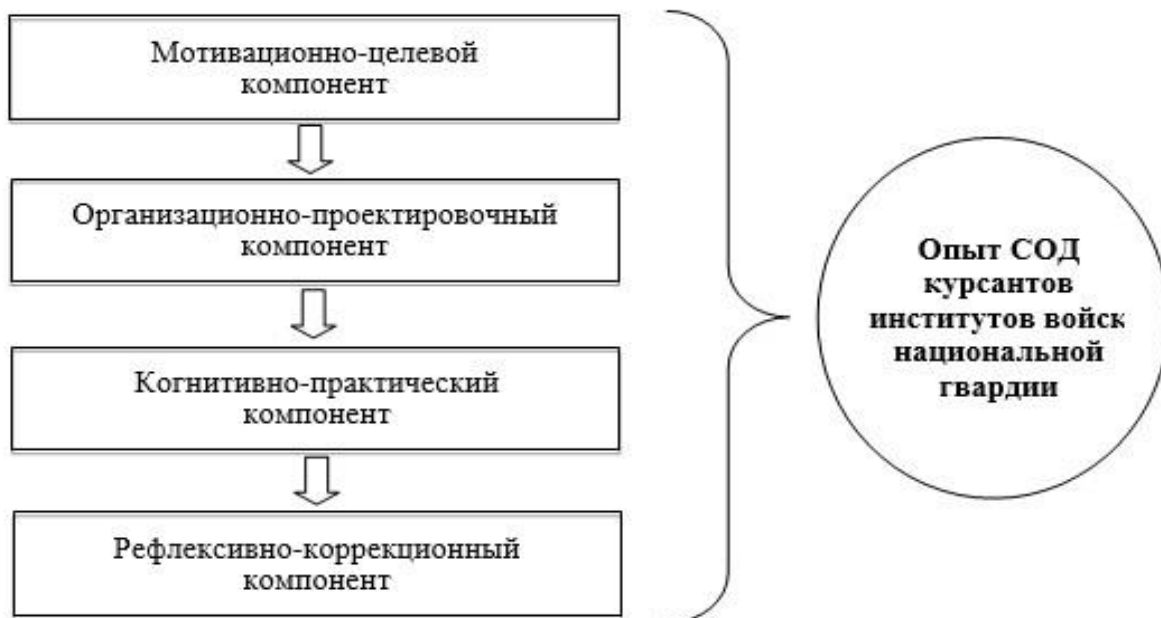 Мотивационно-целевой
компонент
Организационно-проектировочный
компонент
Когнитивно-практический
компонент
Рефлексивно-коррекционный
компонент
Опыт СОД
курсантов
институтов войск
национальной
гвардии